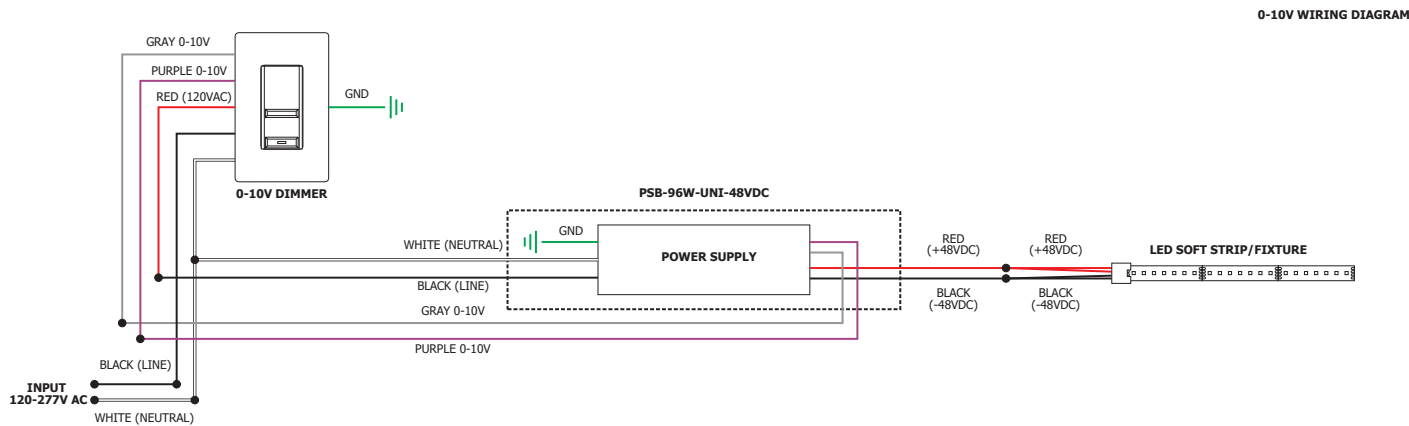 0-10V WIRING DIAGRAM
GRAY 0-10V
PURPLE 0-10V
RED (120VAC)
GND
0-10V DIMMER
PSB-96W-UNI-48VDC
WHITE (NEUTRAL)
GND
POWER SUPPLY
RED
(+48VDC)
RED
(+48VDC)
LED SOFT STRIP/FIXTURE
BLACK (LINE)
BLACK
(-48VDC)
BLACK
(-48VDC)
GRAY 0-10V
PURPLE 0-10V
BLACK (LINE)
INPUT
120-277V AC
WHITE (NEUTRAL)